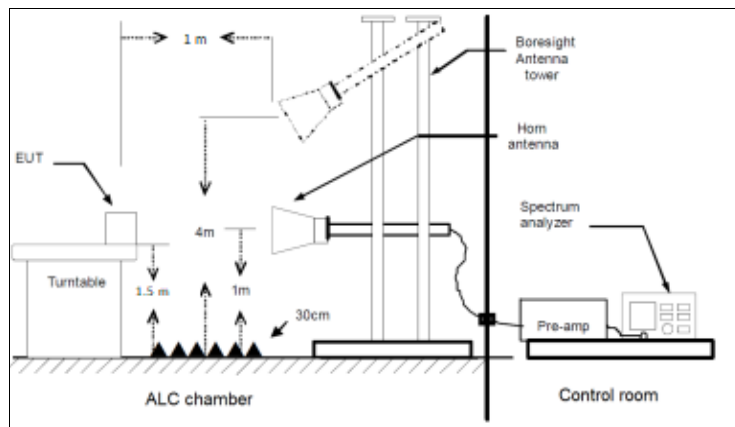 1 m
Boresight
Antenna
tower
Horn
antenna
EUT
Spectrum
analyzer
4m
Turntable
1.5 m
1m
30cm
Pre-amp
ALC chamber
Control room